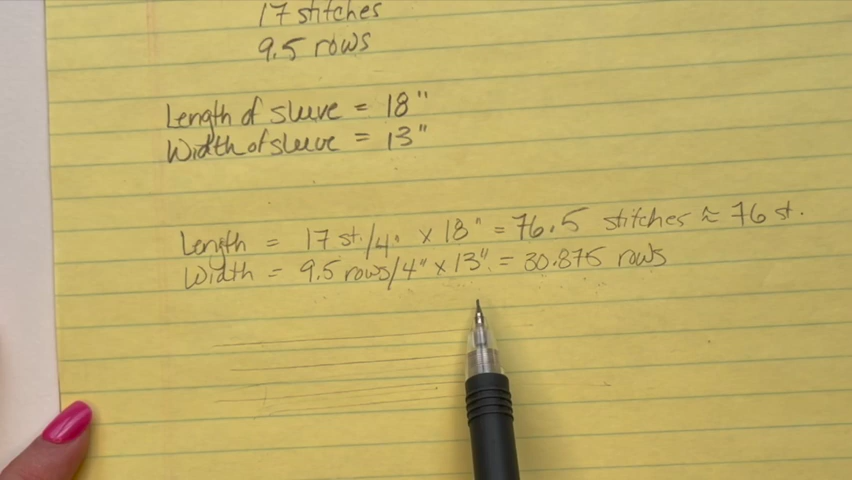 17 stitches
9.5 rows
Length of sleeve = 18"
Width of sleeve = 13"
Length = 17 st./4" x 18" = 76.5 stitches ≈ 76 st.
Width = 9.5 rows/4" x 13" = 30.875 rows